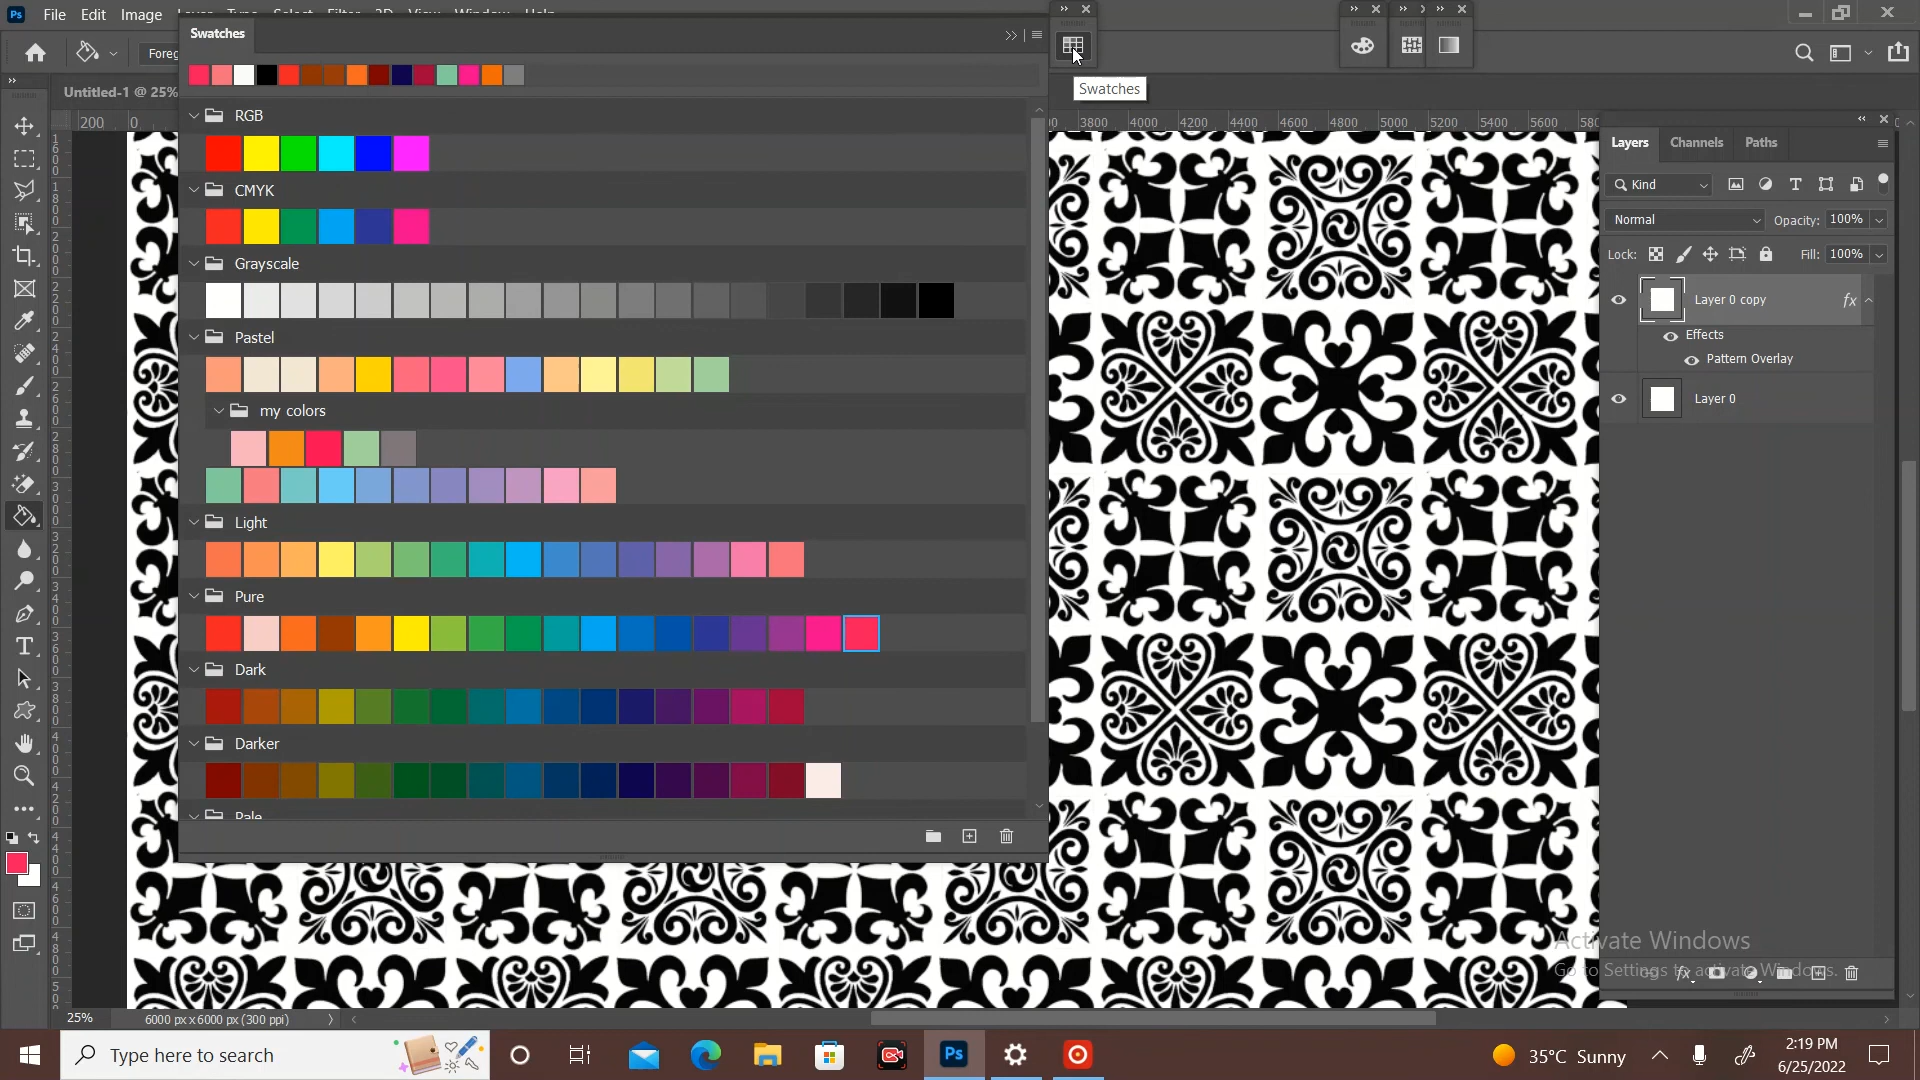 Ps File Edit Image Layer Type Select Filter 3D View Window Help
Swatches
Foreg
Swatches
Untitled-1 @ 25%
200 0
3800 4000 4200 4400 4600 4800 5000 5200 5400 5600
RGB
CMYK
Grayscale
Pastel
my colors
Light
Pure
Dark
Darker
Pale
Layers Channels Paths
Kind
Normal Opacity: 100%
Lock: Fill: 100%
Layer 0 copy fx
Effects
Pattern Overlay
Layer 0
Activate Windows
Go to Settings to activate Windows.
fx
25% 6000 px x 6000 px (300 ppi)
Type here to search
Ps
35°C Sunny
2:19 PM
6/25/2022